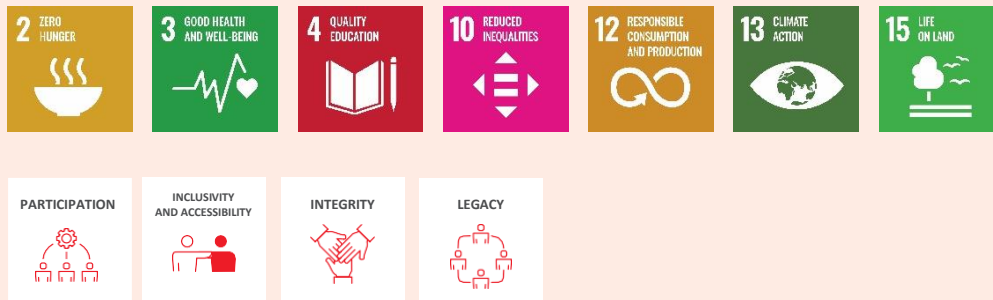 2 ZERO
HUNGER
3 GOOD HEALTH
AND WELL-BEING
4 QUALITY
EDUCATION
10 REDUCED
INEQUALITIES
12 RESPONSIBLE
CONSUMPTION
AND PRODUCTION
13 CLIMATE
ACTION
15 LIFE
ON LAND
PARTICIPATION
INCLUSIVITY
AND ACCESSIBILITY
INTEGRITY
LEGACY